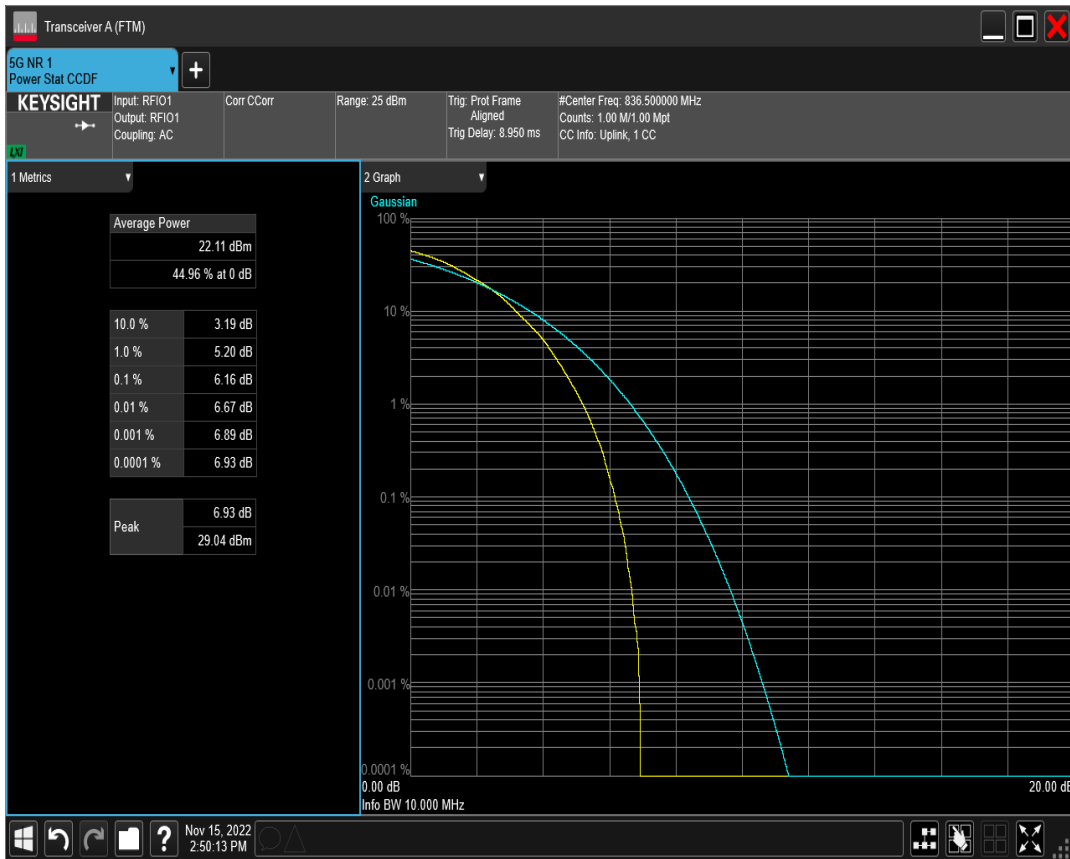 Transceiver A (FTM)
5G NR 1
Power Stat CCDF
KEYSIGHT
LXI
Input: RFIO1
Output: RFIO1
Coupling: AC
Corr CCorr
Range: 25 dBm
Trig: Prot Frame
Aligned
Trig Delay: 8.950 ms
#Center Freq: 836.500000 MHz
Counts: 1.00 M/1.00 Mpt
CC Info: Uplink, 1 CC
1 Metrics
Average Power
22.11 dBm
44.96 % at 0 dB
10.0 % 3.19 dB
1.0 % 5.20 dB
0.1 % 6.16 dB
0.01 % 6.67 dB
0.001 % 6.89 dB
0.0001 % 6.93 dB
Peak 6.93 dB
29.04 dBm
2 Graph
Gaussian
100 %
10 %
1 %
0.1 %
0.01 %
0.001 %
0.0001 %
0.00 dB 20.00 dB
Info BW 10.000 MHz
Nov 15, 2022
2:50:13 PM